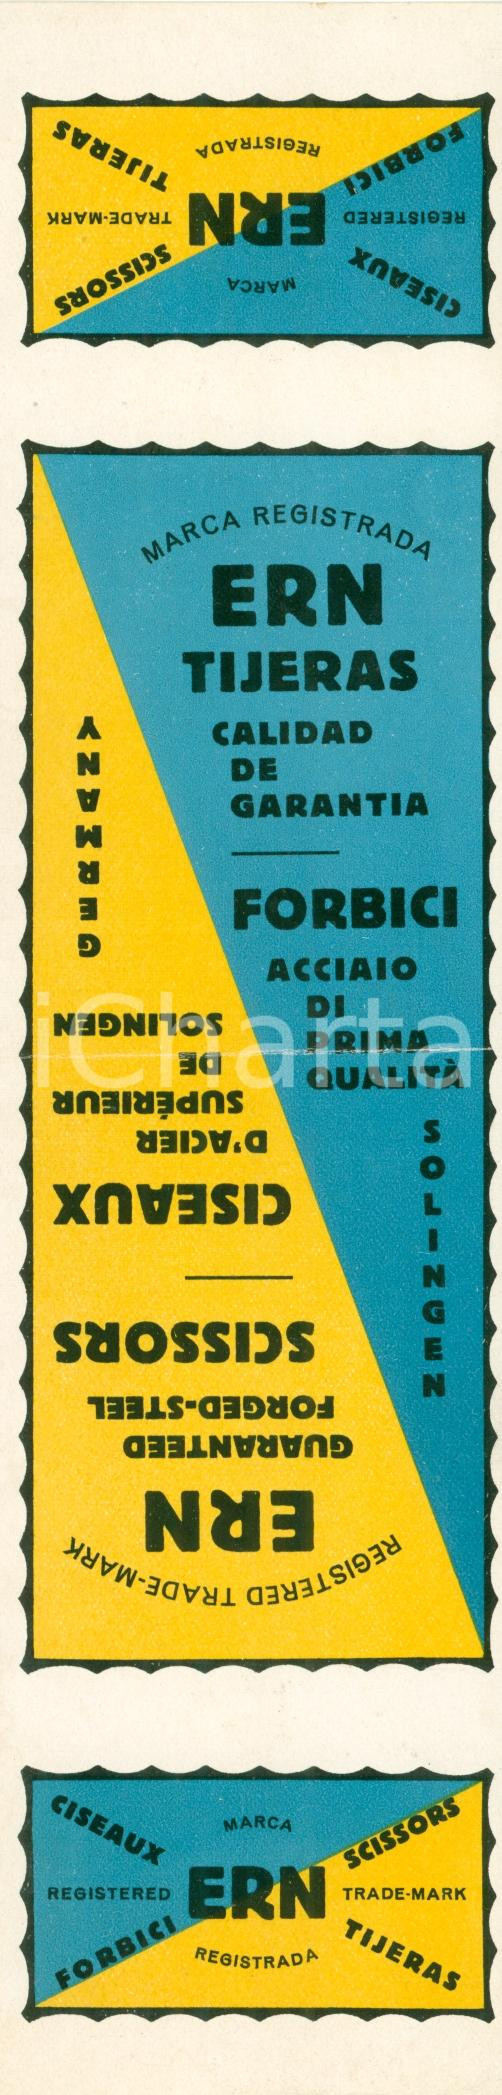 REGISTRADA
TIJERAS
FORBICI
TRADE-MARK
ERN
REGISTERED
SCISSORS
CISEAUX
MARCA
MARCA REGISTRADA
ERN
TIJERAS
CALIDAD
DE
GARANTIA
FORBICI
ACCIAIO
DI
PRIMA
QUALITÀ
SOLINGEN
REGISTERED TRADE-MARK
ERN
GUARANTEED
FORGED-STEEL
SCISSORS
CISEAUX
D'ACIER
SUPÉRIEUR
DE
SOLINGEN
GERMANY
iCharta
CISEAUX
MARCA
SCISSORS
REGISTERED
ERN
TRADE-MARK
FORBICI
REGISTRADA
TIJERAS